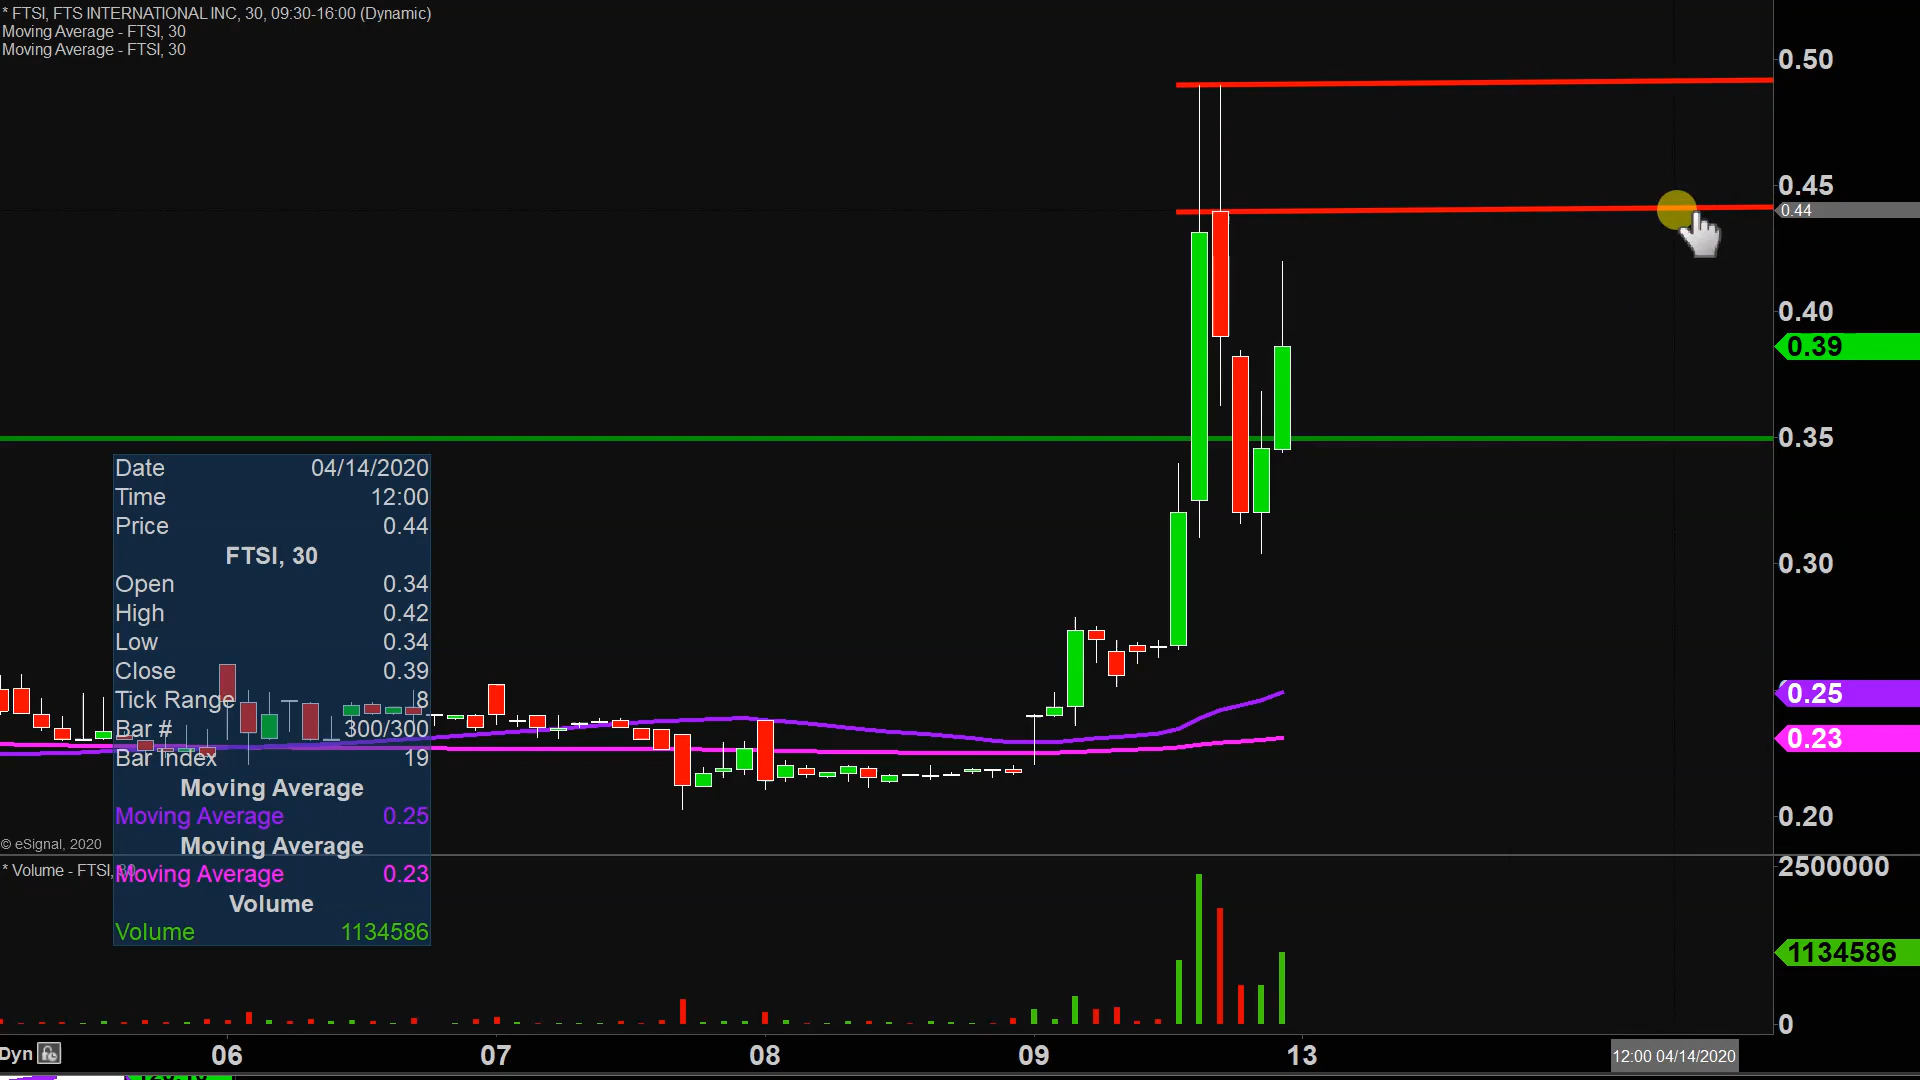 * FTSI, FTS INTERNATIONAL INC, 30, 09:30-16:00 (Dynamic)
Moving Average - FTSI, 30
Moving Average - FTSI, 30
0.50
0.45
0.44
0.40
0.39
0.35
0.30
0.25
0.23
0.20
Date 04/14/2020
Time 12:00
Price 0.44
FTSI, 30
Open 0.34
High 0.42
Low 0.34
Close 0.39
Tick Range 8
Bar # 300/300
Bar Index 19
Moving Average
Moving Average 0.25
Moving Average
Moving Average 0.23
Volume
Volume 1134586
© eSignal, 2020
* Volume - FTSI, 30
2500000
1134586
0
Dyn
06 07 08 09 13
12:00 04/14/2020